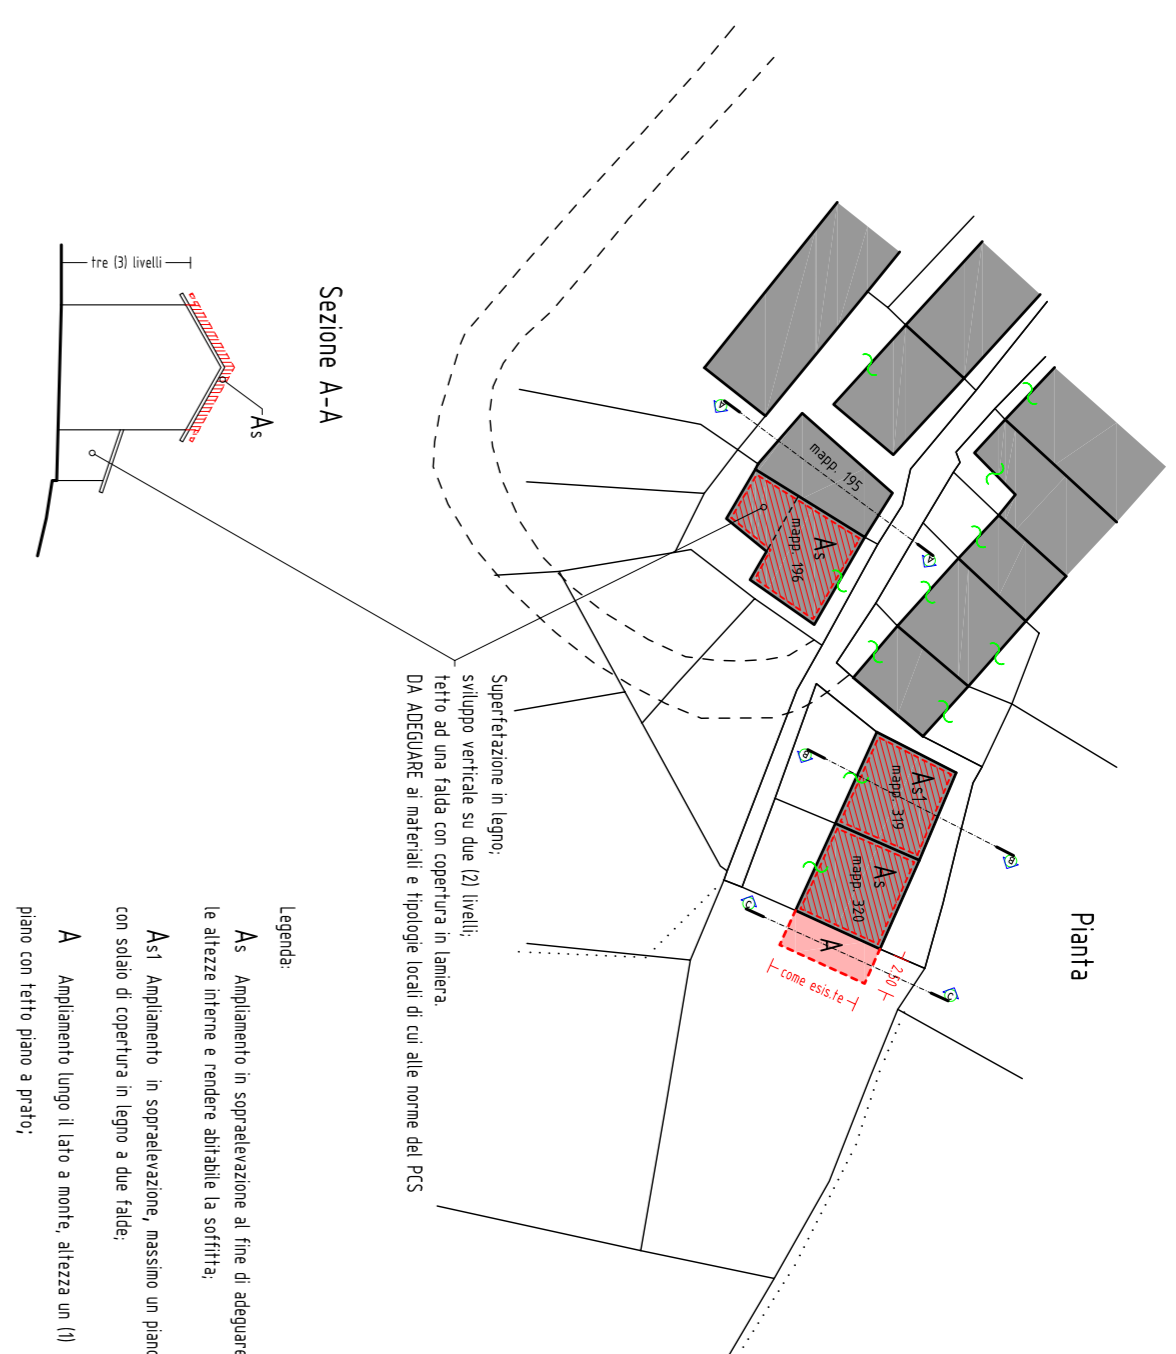 Pianta
mapp. 195
As
mapp. 196
As1
mapp. 319
As
mapp. 320
A
2,50
come esis.te
A
A
B
B
C
C
Superfetazione in legno;
sviluppo verticale su due (2) livelli;
tetto ad una falda con copertura in lamiera.
DA ADEGUARE ai materiali e tipologie locali di cui alle norme del PCS
Sezione A-A
tre (3) livelli
As
Legenda:
As Ampliamento in sopraelevazione al fine di adeguare
le altezze interne e rendere abitabile la soffitta;
As1 Ampliamento in sopraelevazione, massimo un piano
con solaio di copertura in legno a due falde;
A Ampliamento lungo il lato a monte, altezza un (1)
piano con tetto piano a prato;